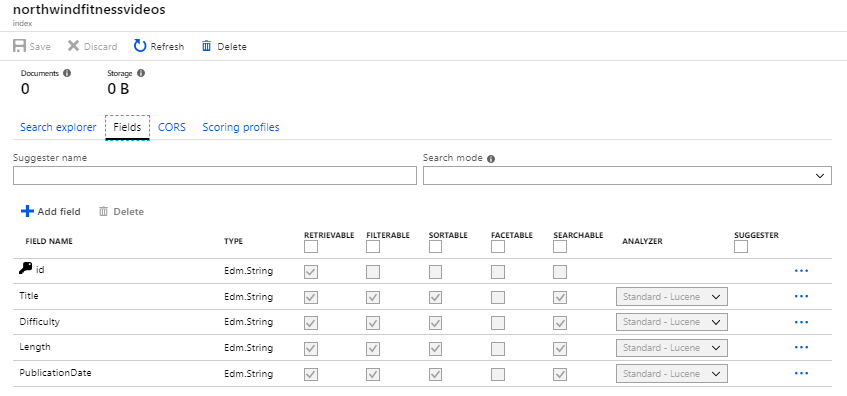 northwindfitnessvideos
index
Save Discard Refresh Delete
Documents Storage
0 0 B
Search explorer Fields CORS Scoring profiles
Suggester name Search mode
Add field Delete
FIELD NAME TYPE RETRIEVABLE FILTERABLE SORTABLE FACETABLE SEARCHABLE ANALYZER SUGGESTER
id Edm.String
Title Edm.String Standard - Lucene
Difficulty Edm.String Standard - Lucene
Length Edm.String Standard - Lucene
PublicationDate Edm.String Standard - Lucene